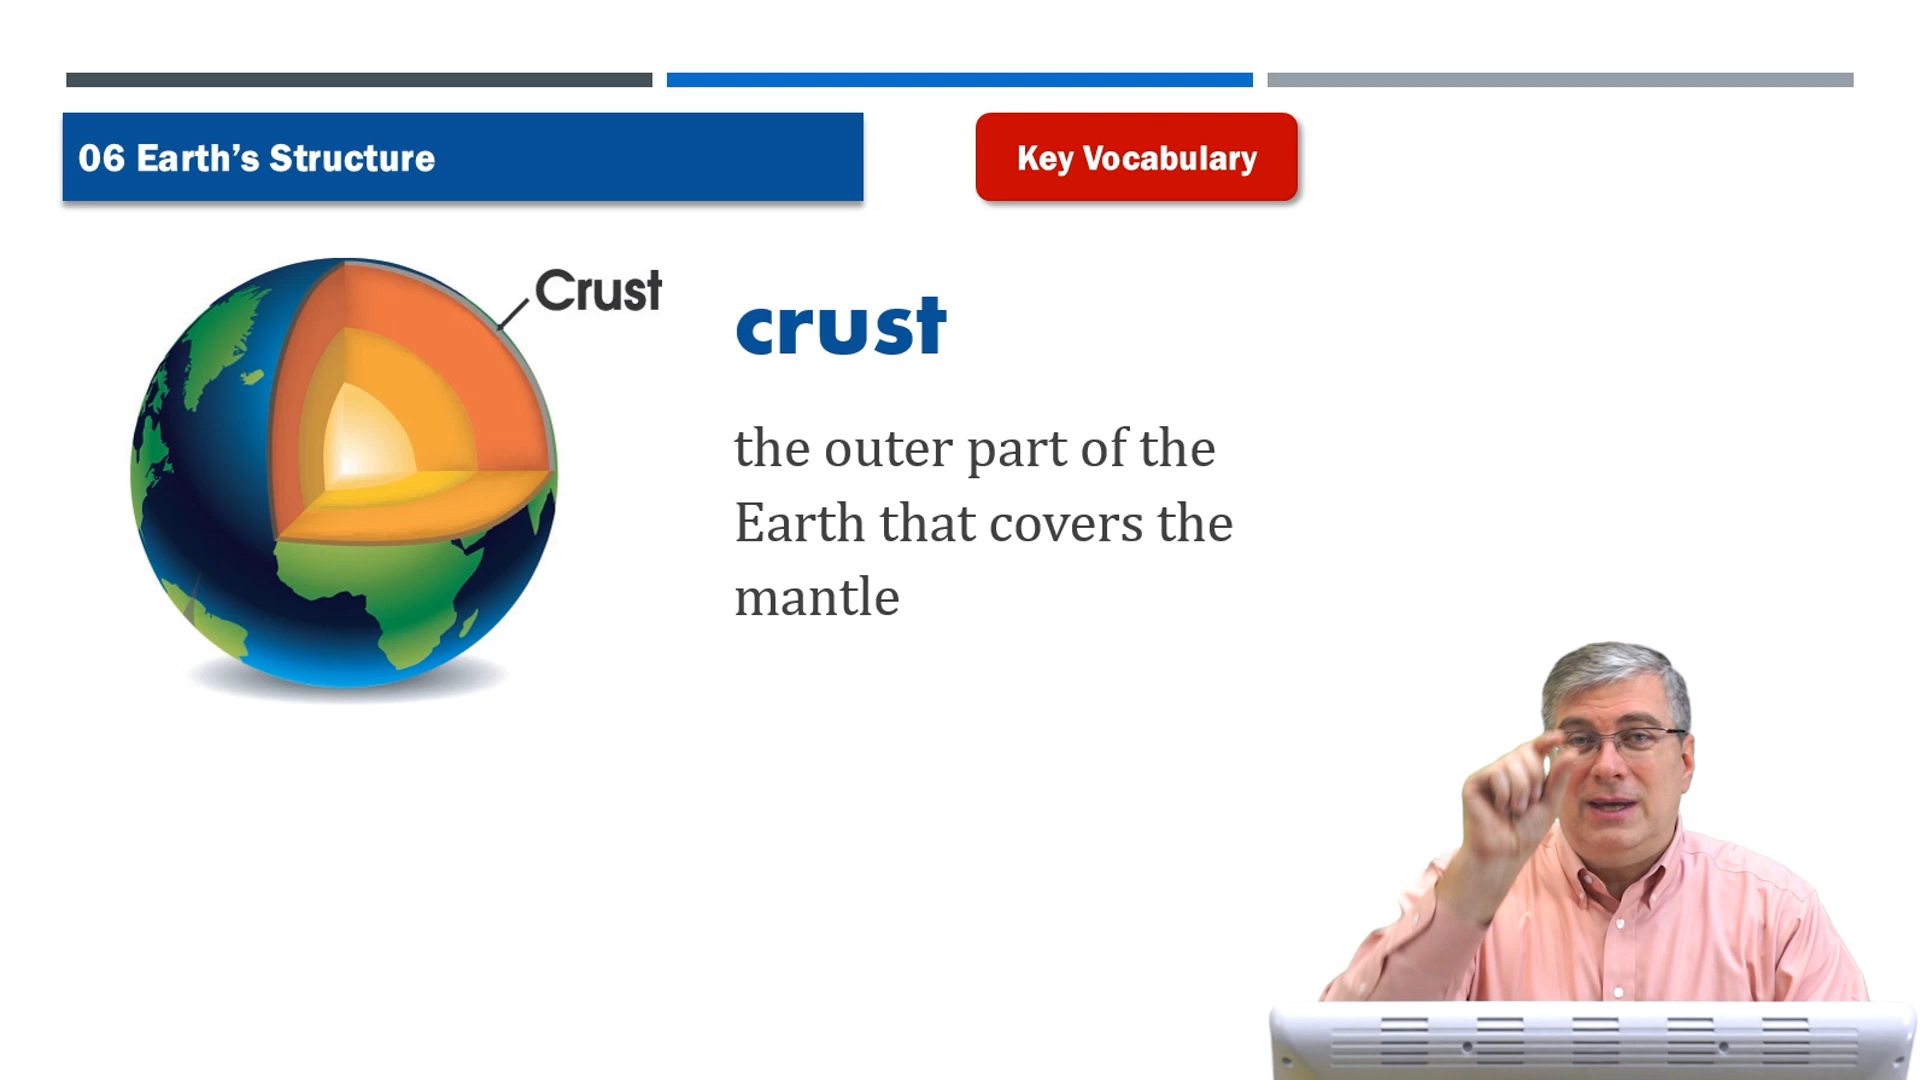 06 Earth’s Structure
Key Vocabulary
Crust
crust
the outer part of the
Earth that covers the
mantle